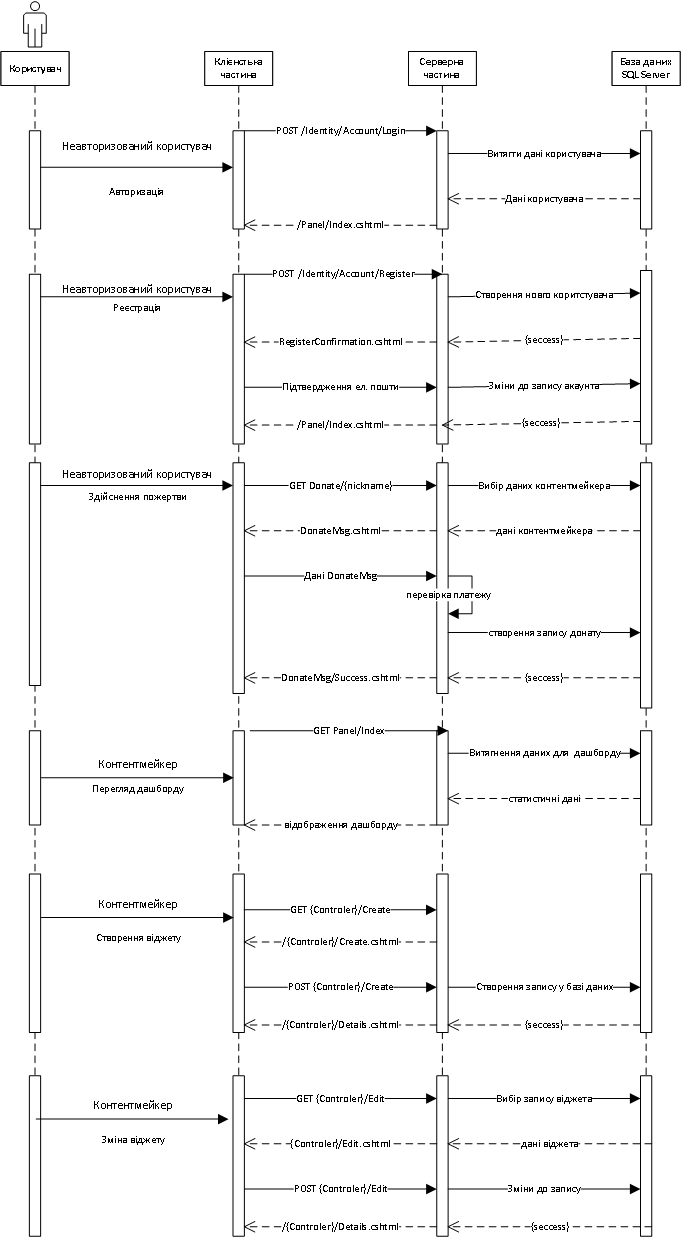 Користувач
Клієнстька
частина
Серверна
частина
База даних
SQL Server
POST /Identity/Account/Login
Неавторизований користувач
Витягти дані користувача
Авторизація
Дані користувача
/Panel/Index.cshtml
POST /Identity/Account/Register
Неавторизований користувач
Створення новго коритстувача
Реєстрація
RegisterConfirmation.cshtml
{seccess}
Підтвердження ел. пошти
Зміни до запису акаунта
/Panel/Index.cshtml
{seccess}
Неавторизований користувач
GET Donate/{nickname}
Вибір даних контентмейкера
Здійснення пожертви
DonateMsg.cshtml
дані контентмейкера
Дані DonateMsg
перевірка платежу
створення запису донату
DonateMsg/Success.cshtml
{seccess}
GET Panel/Index
Витягнення даних для дашборду
Контентмейкер
Перегляд дашборду
статистичні дані
відображення дашборду
Контентмейкер
GET {Controler}/Create
Створення віджету
/{Controler}/Create.cshtml
POST {Controler}/Create
Створення запису у базі даних
/{Controler}/Details.cshtml
{seccess}
GET {Controler}/Edit
Вибір запису віджета
Контентмейкер
Зміна віджету
{Controler}/Edit.cshtml
дані віджета
POST {Controler}/Edit
Зміни до запису
/{Controler}/Details.cshtml
{seccess}